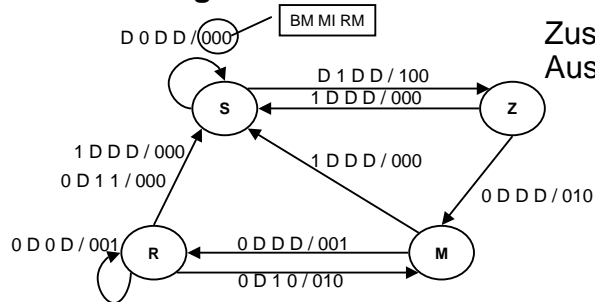 BM MI RM
D 0 D D / 000
Zus
Aus
D 1 D D / 100
1 D D D / 000
S
Z
1 D D D / 000
0 D 1 1 / 000
1 D D D / 000
0 D D D / 010
0 D 0 D / 001
R
0 D D D / 001
M
0 D 1 0 / 010